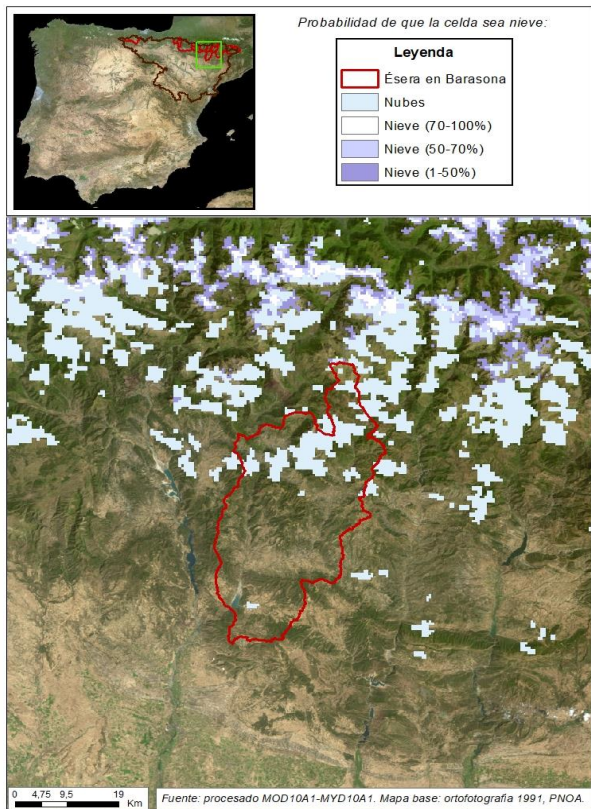 Probabilidad de que la celda sea nieve:
Leyenda
Ésera en Barasona
Nubes
Nieve (70-100%)
Nieve (50-70%)
Nieve (1-50%)
0 4,75 9,5 19
Km
Fuente: procesado MOD10A1-MYD10A1. Mapa base: ortofotografía 1991, PNOA.